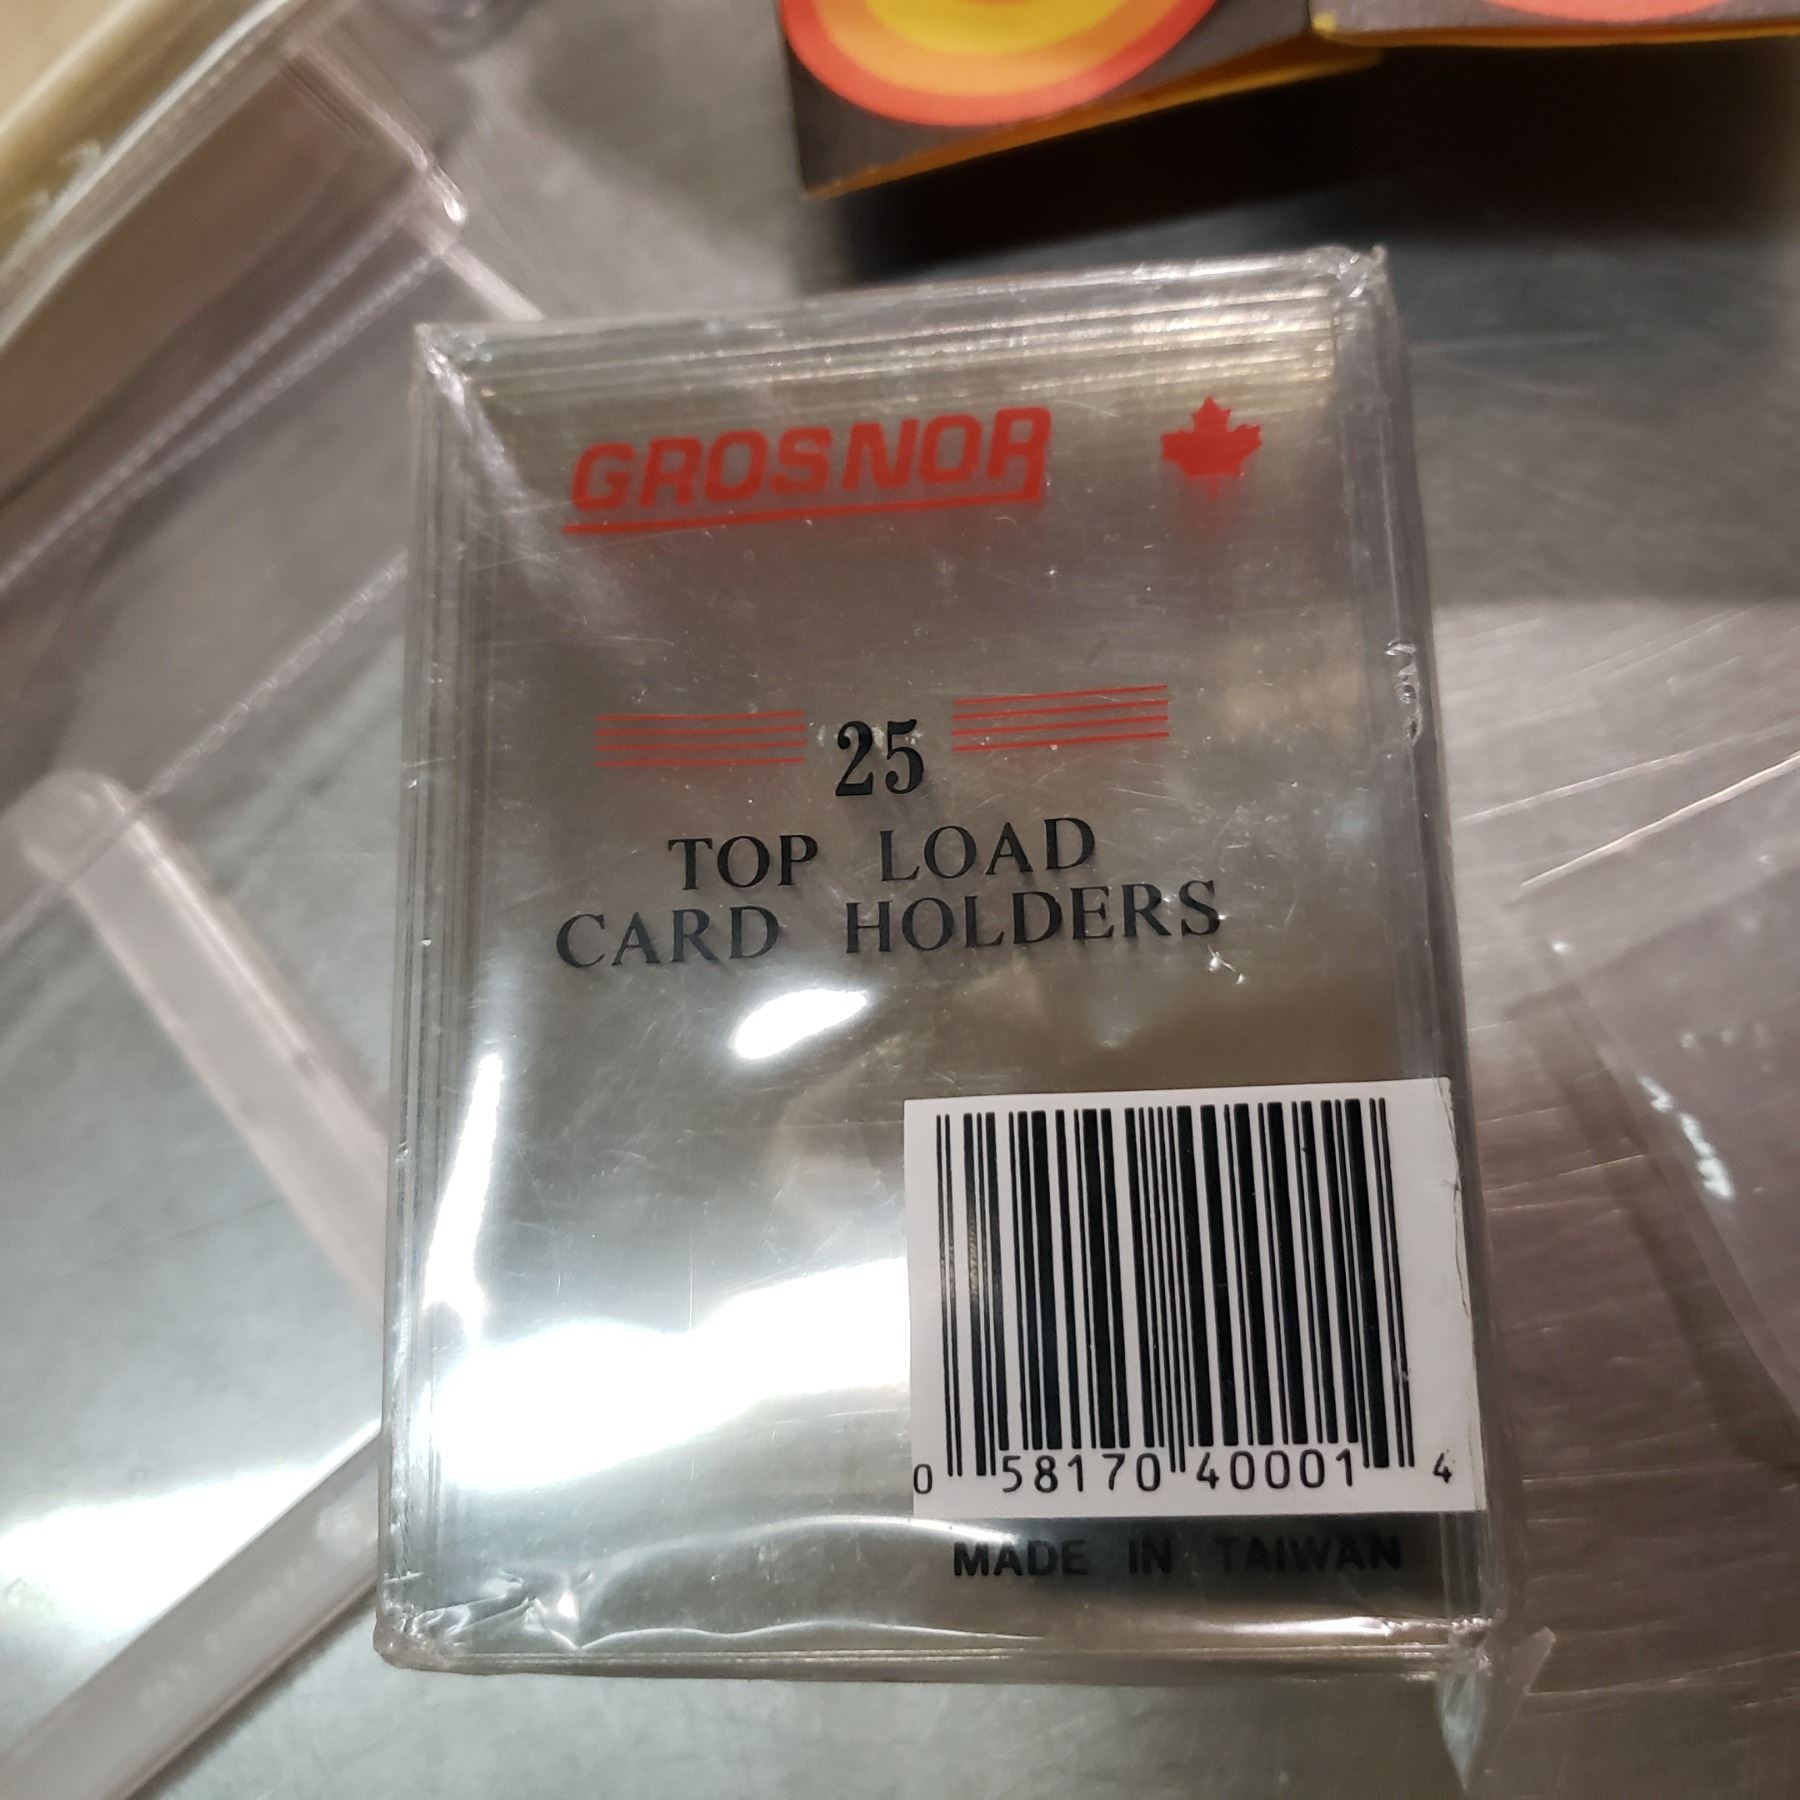 GROSNOR
25
TOP LOAD
CARD HOLDERS
0 58170 40001 4
MADE IN TAIWAN